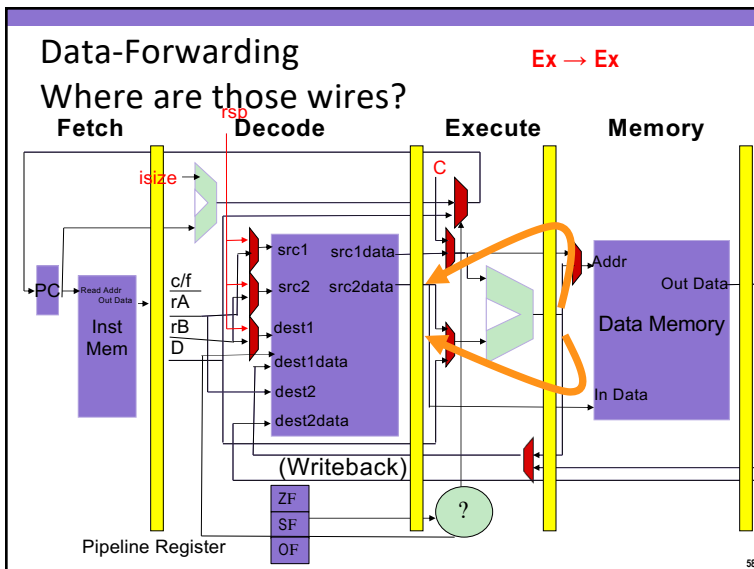 Data-Forwarding
Ex → Ex
Where are those wires?
rsp
Fetch
Decode
Execute
Memory
isize
C
src1
src1data
src2
src2data
Addr
PC
Read Addr
Out Data
Inst
Mem
c/f
rA
rB
D
dest1
dest1data
dest2
dest2data
Out Data
Data Memory
In Data
(Writeback)
ZF
SF
OF
?
Pipeline Register